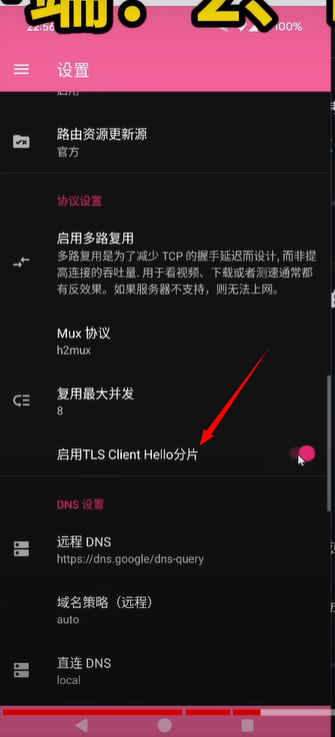 端：2、
22:56
100%
设置
启用
路由资源更新源
官方
协议设置
启用多路复用
多路复用是为了减少 TCP 的握手延迟而设计, 而非提
高连接的吞吐量. 用于看视频、下载或者测速通常都
有反效果。如果服务器不支持，则无法上网。
Mux 协议
h2mux
复用最大并发
8
启用TLS Client Hello分片
DNS 设置
远程 DNS
https://dns.google/dns-query
域名策略（远程）
auto
直连 DNS
local